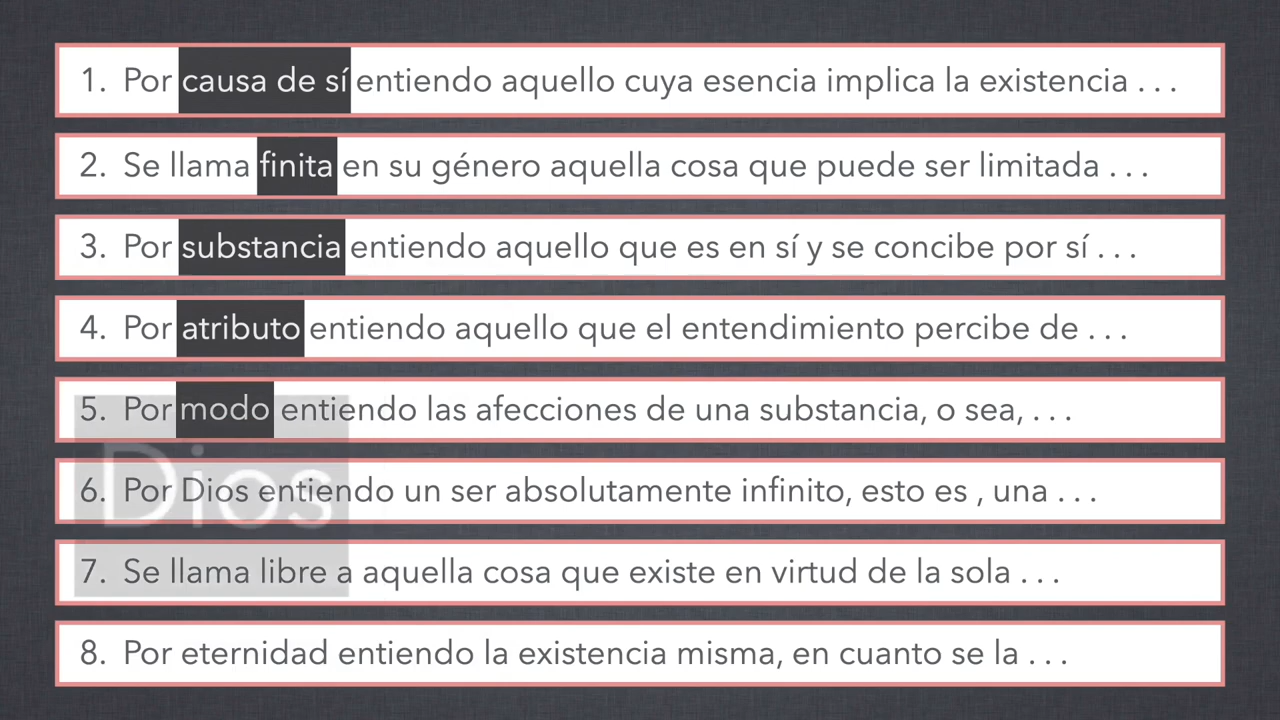 1. Por causa de sí entiendo aquello cuya esencia implica la existencia . . .
2. Se llama finita en su género aquella cosa que puede ser limitada . . .
3. Por substancia entiendo aquello que es en sí y se concibe por sí . . .
4. Por atributo entiendo aquello que el entendimiento percibe de . . .
5. Por modo entiendo las afecciones de una substancia, o sea, . . .
6. Por Dios entiendo un ser absolutamente infinito, esto es , una . . .
Dios
7. Se llama libre a aquella cosa que existe en virtud de la sola . . .
8. Por eternidad entiendo la existencia misma, en cuanto se la . . .